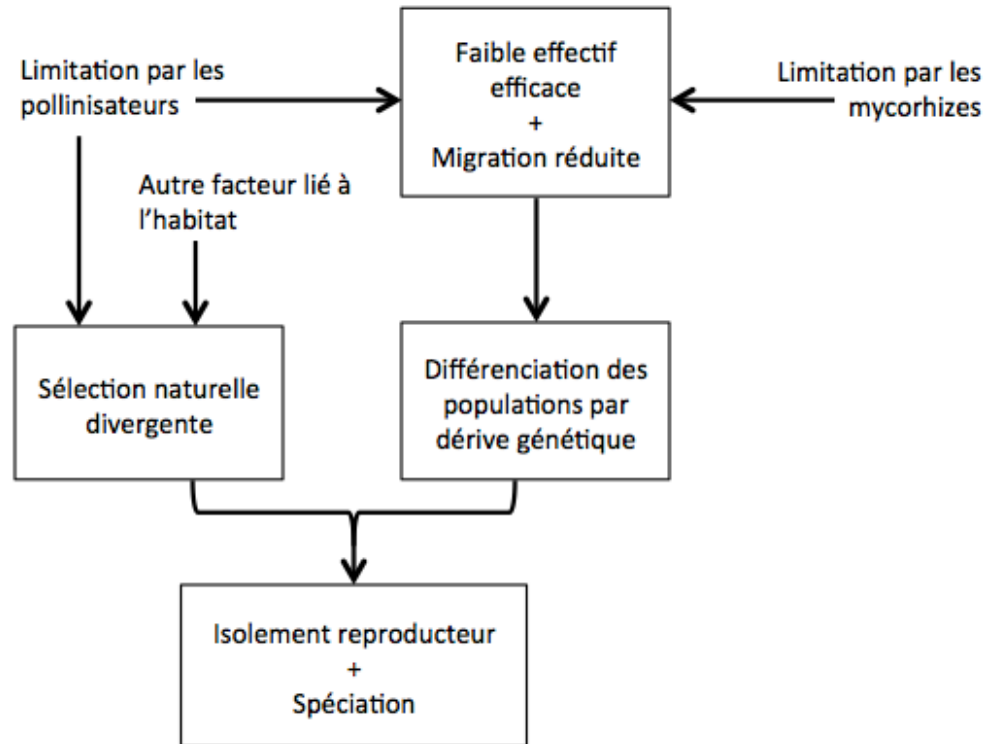 Limitation par les
pollinisateurs
Faible effectif
efficace
+
Migration réduite
Limitation par les
mycorhizes
Autre facteur lié à
l'habitat
Sélection naturelle
divergente
Différenciation des
populations par
dérive génétique
Isolement reproducteur
+
Spéciation